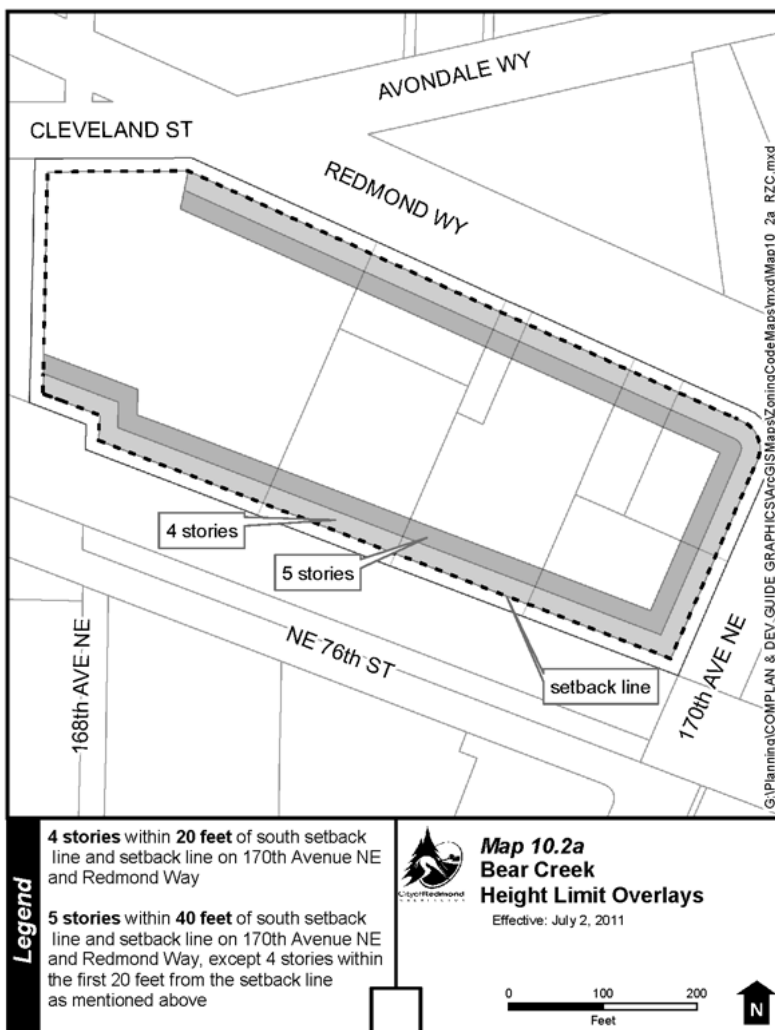 AVONDALE WY
CLEVELAND ST
REDMOND WY
4 stories
5 stories
setback line
NE 76th ST
168th AVE NE
170th AVE NE
G:\Planning\COMPLAN & DEV GUIDE GRAPHICS\ArcGISMaps\ZoningCodeMaps\mxd\Map10_2a_RZC.mxd
Legend
4 stories within 20 feet of south setback
line and setback line on 170th Avenue NE
and Redmond Way
5 stories within 40 feet of south setback
line and setback line on 170th Avenue NE
and Redmond Way, except 4 stories within
the first 20 feet from the setback line
as mentioned above
City of Redmond
Map 10.2a
Bear Creek
Height Limit Overlays
Effective: July 2, 2011
0 100 200
Feet
N